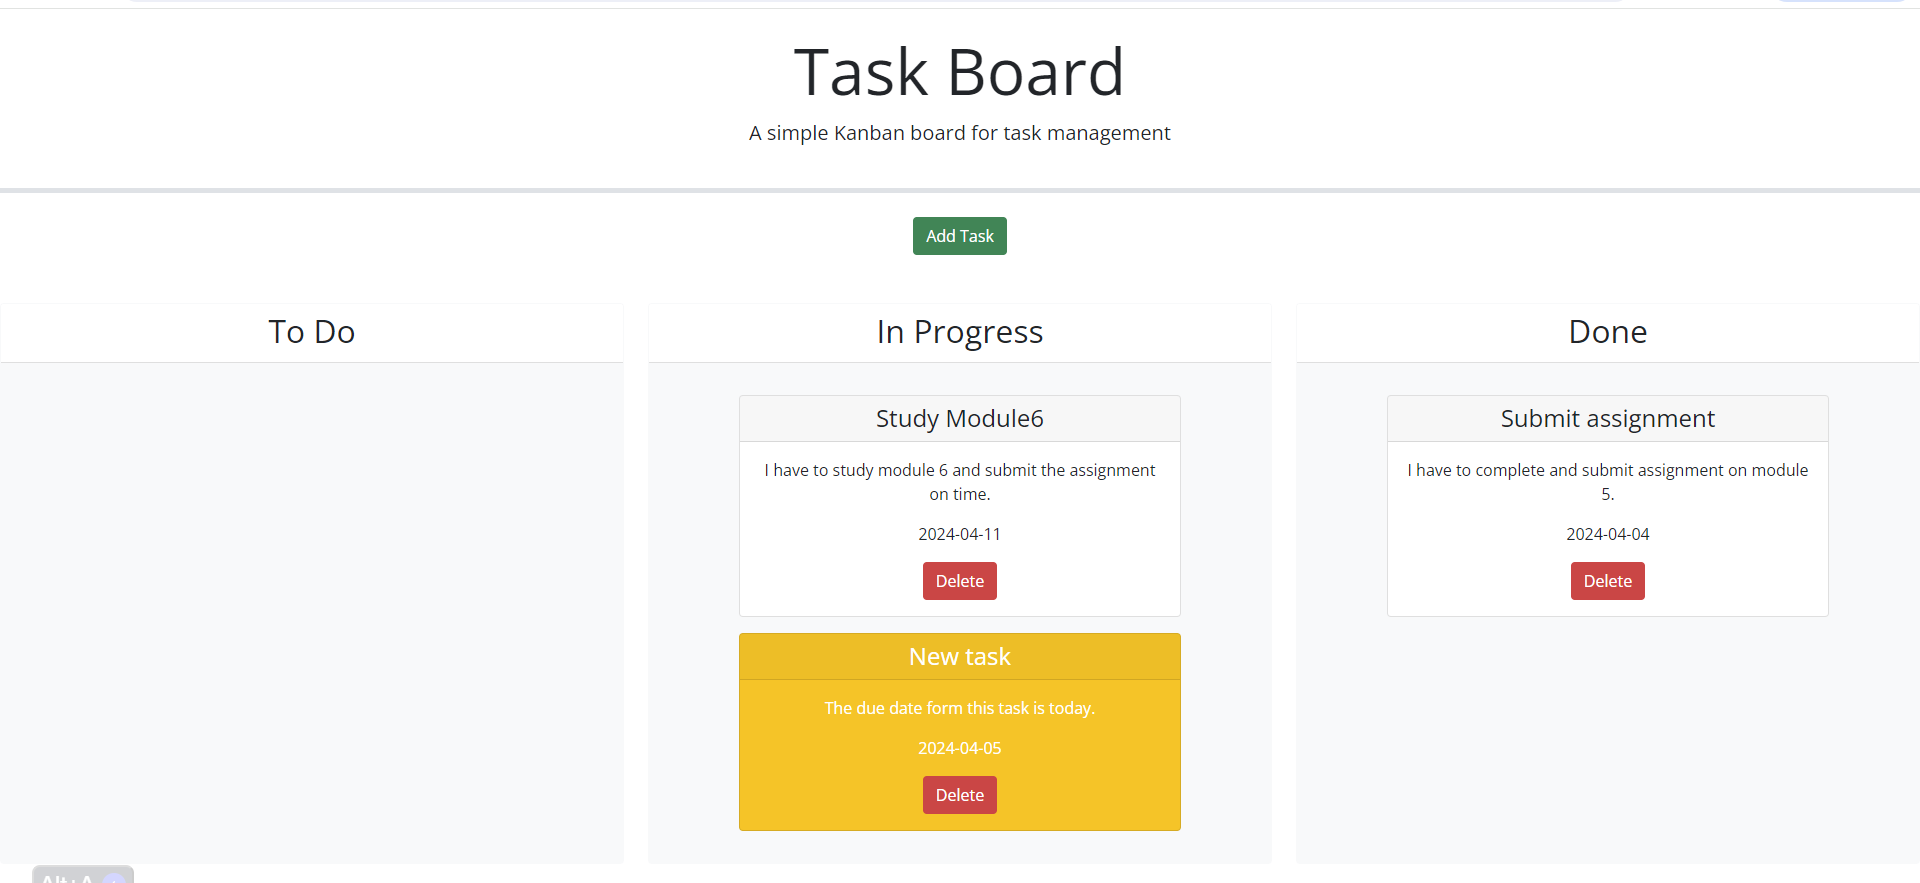 Task Board
A simple Kanban board for task management
Add Task
To Do
In Progress
Study Module6
I have to study module 6 and submit the assignment
on time.
2024-04-11
Delete
New task
The due date form this task is today.
2024-04-05
Delete
Done
Submit assignment
I have to complete and submit assignment on module
5.
2024-04-04
Delete